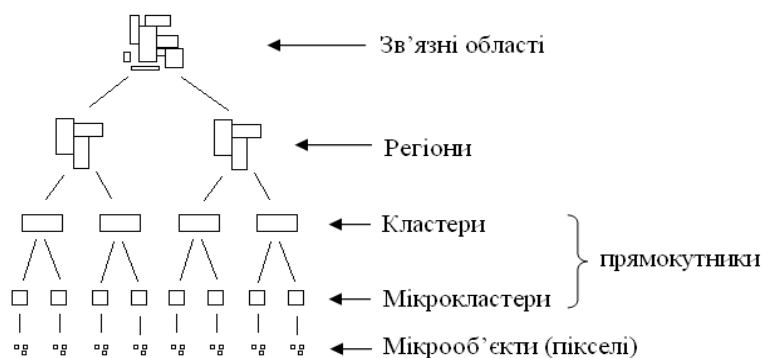 Зв’язні області
Регіони
Кластери
прямокутники
Мікрокластери
Мікрооб’єкти (пікселі)